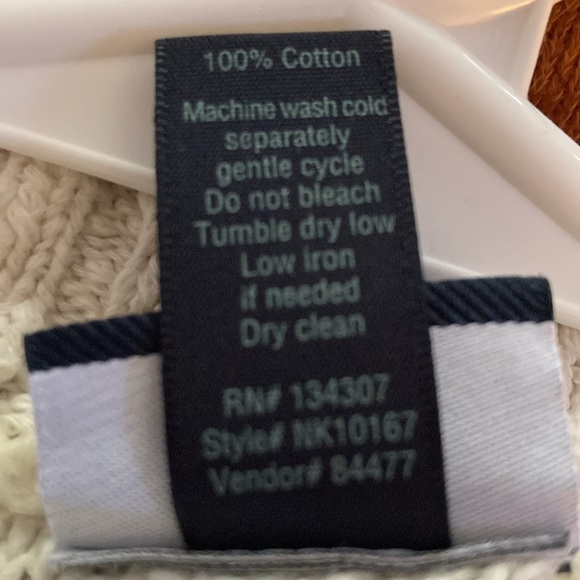 100% Cotton
Machine wash cold
separately
gentle cycle
Do not bleach
Tumble dry low
Low iron
if needed
Dry clean
RN# 134307
Style# NK10167
Vendor# 84477